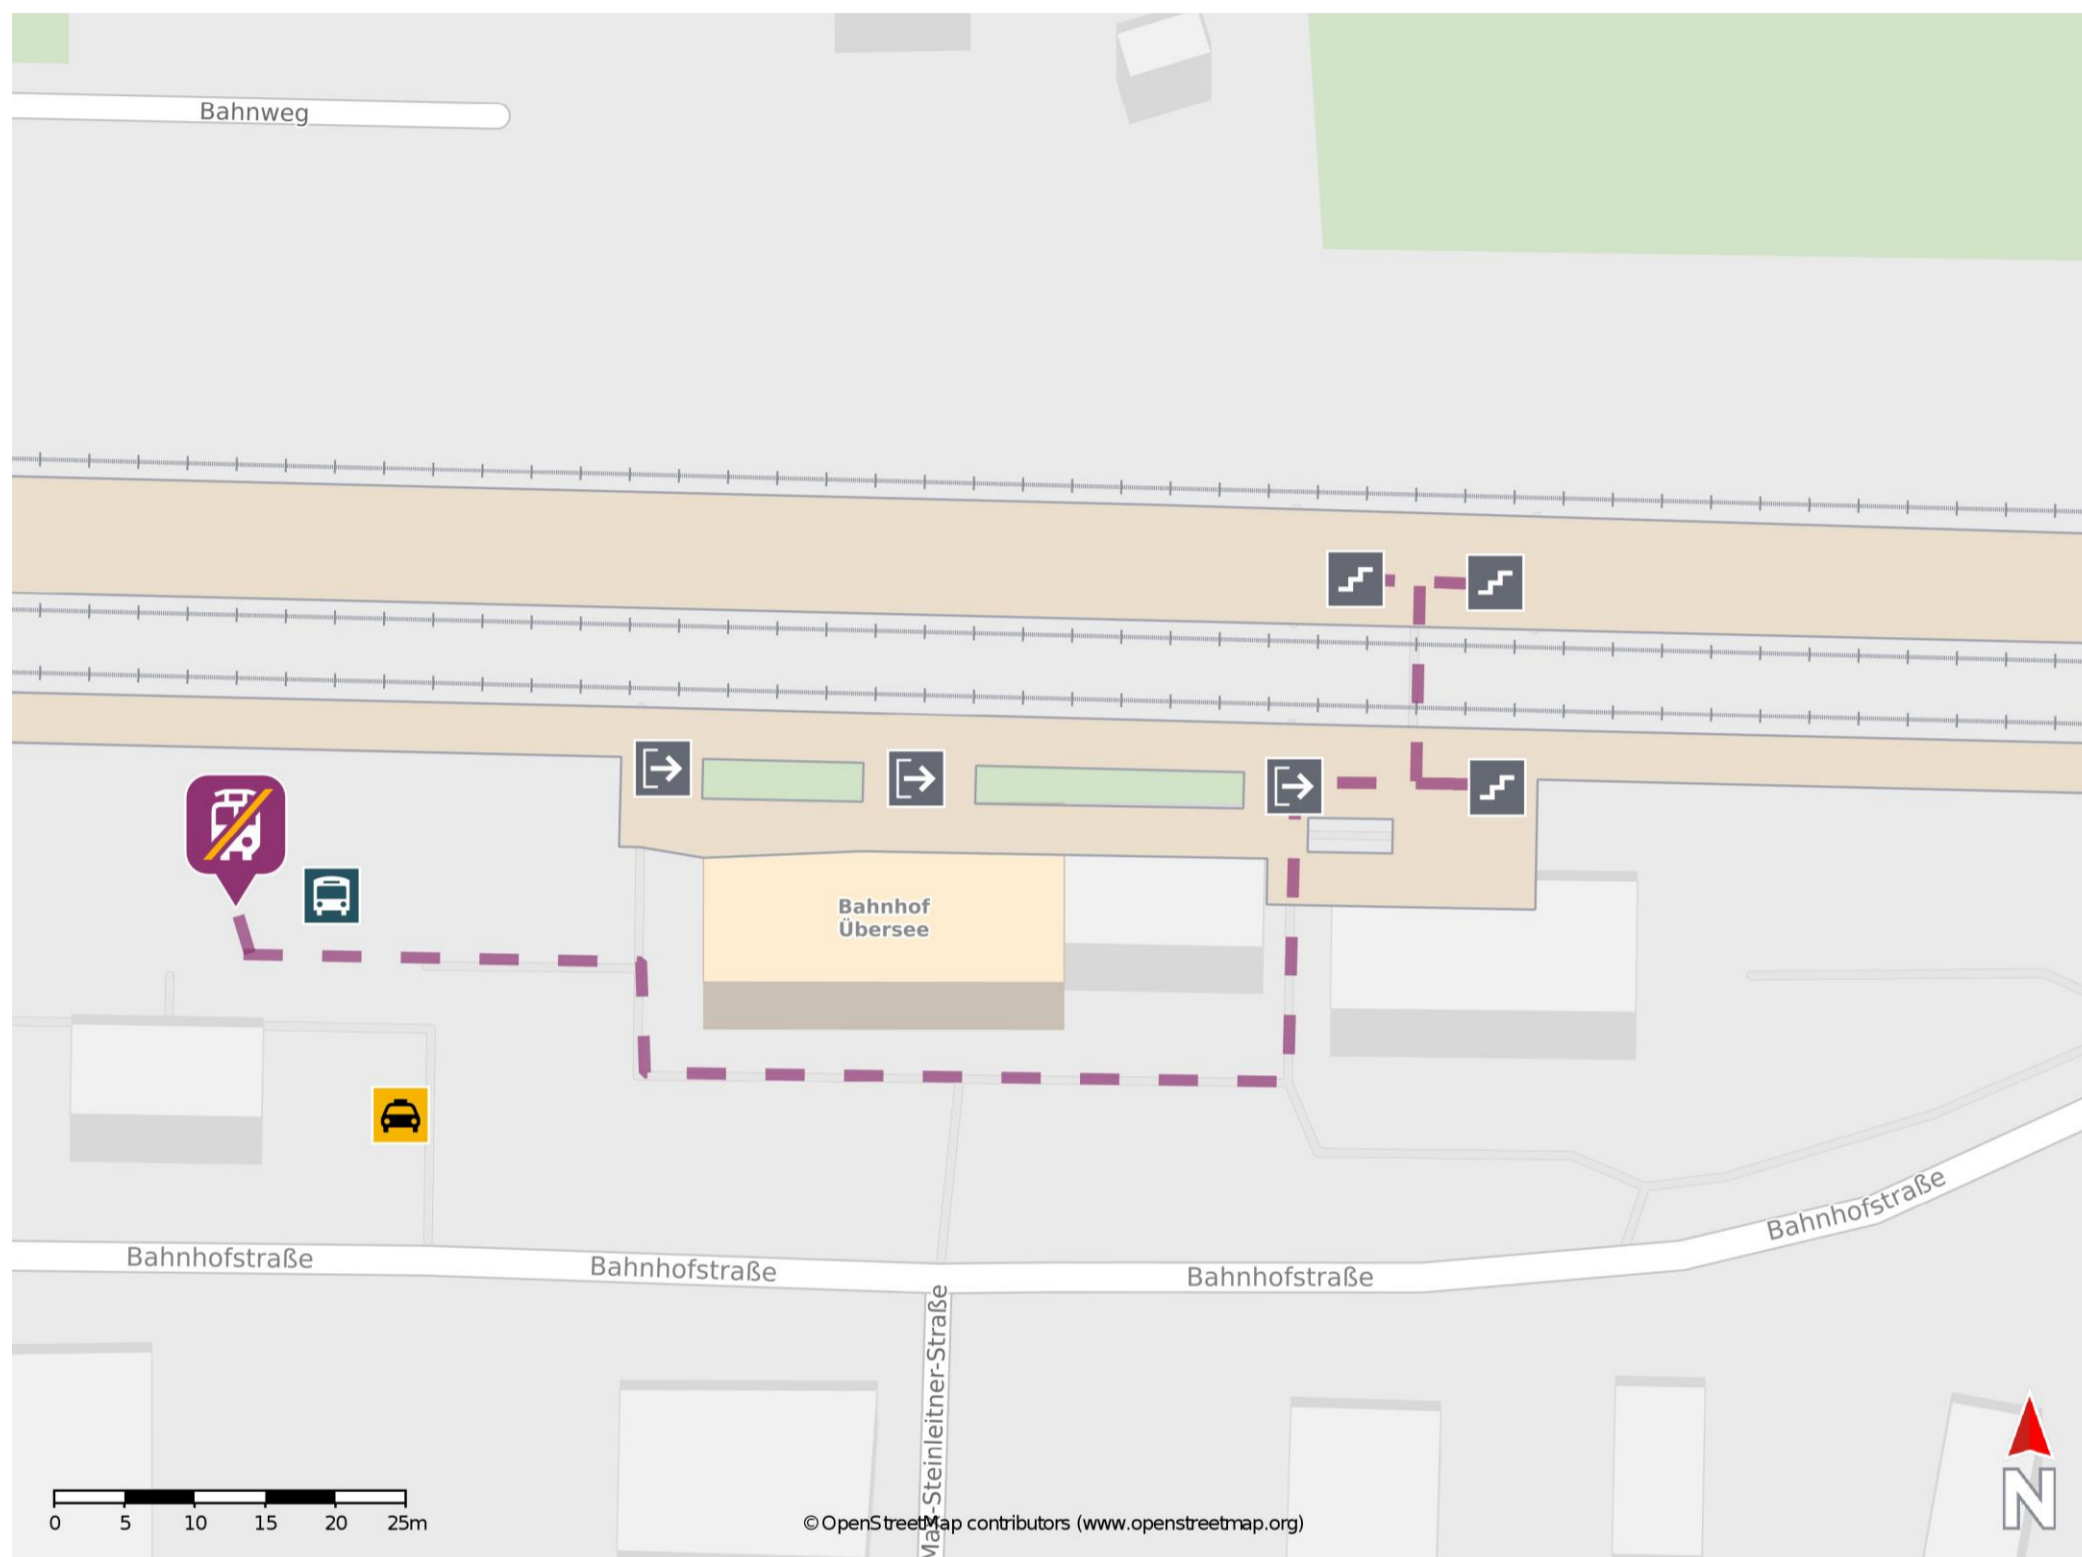 Bahnweg
Bahnhof
Übersee
Bahnhofstraße
Bahnhofstraße
Bahnhofstraße
Bahnhofstraße
Max-Steinleitner-Straße
0 5 10 15 20 25m
© OpenStreetMap contributors (www.openstreetmap.org)
N